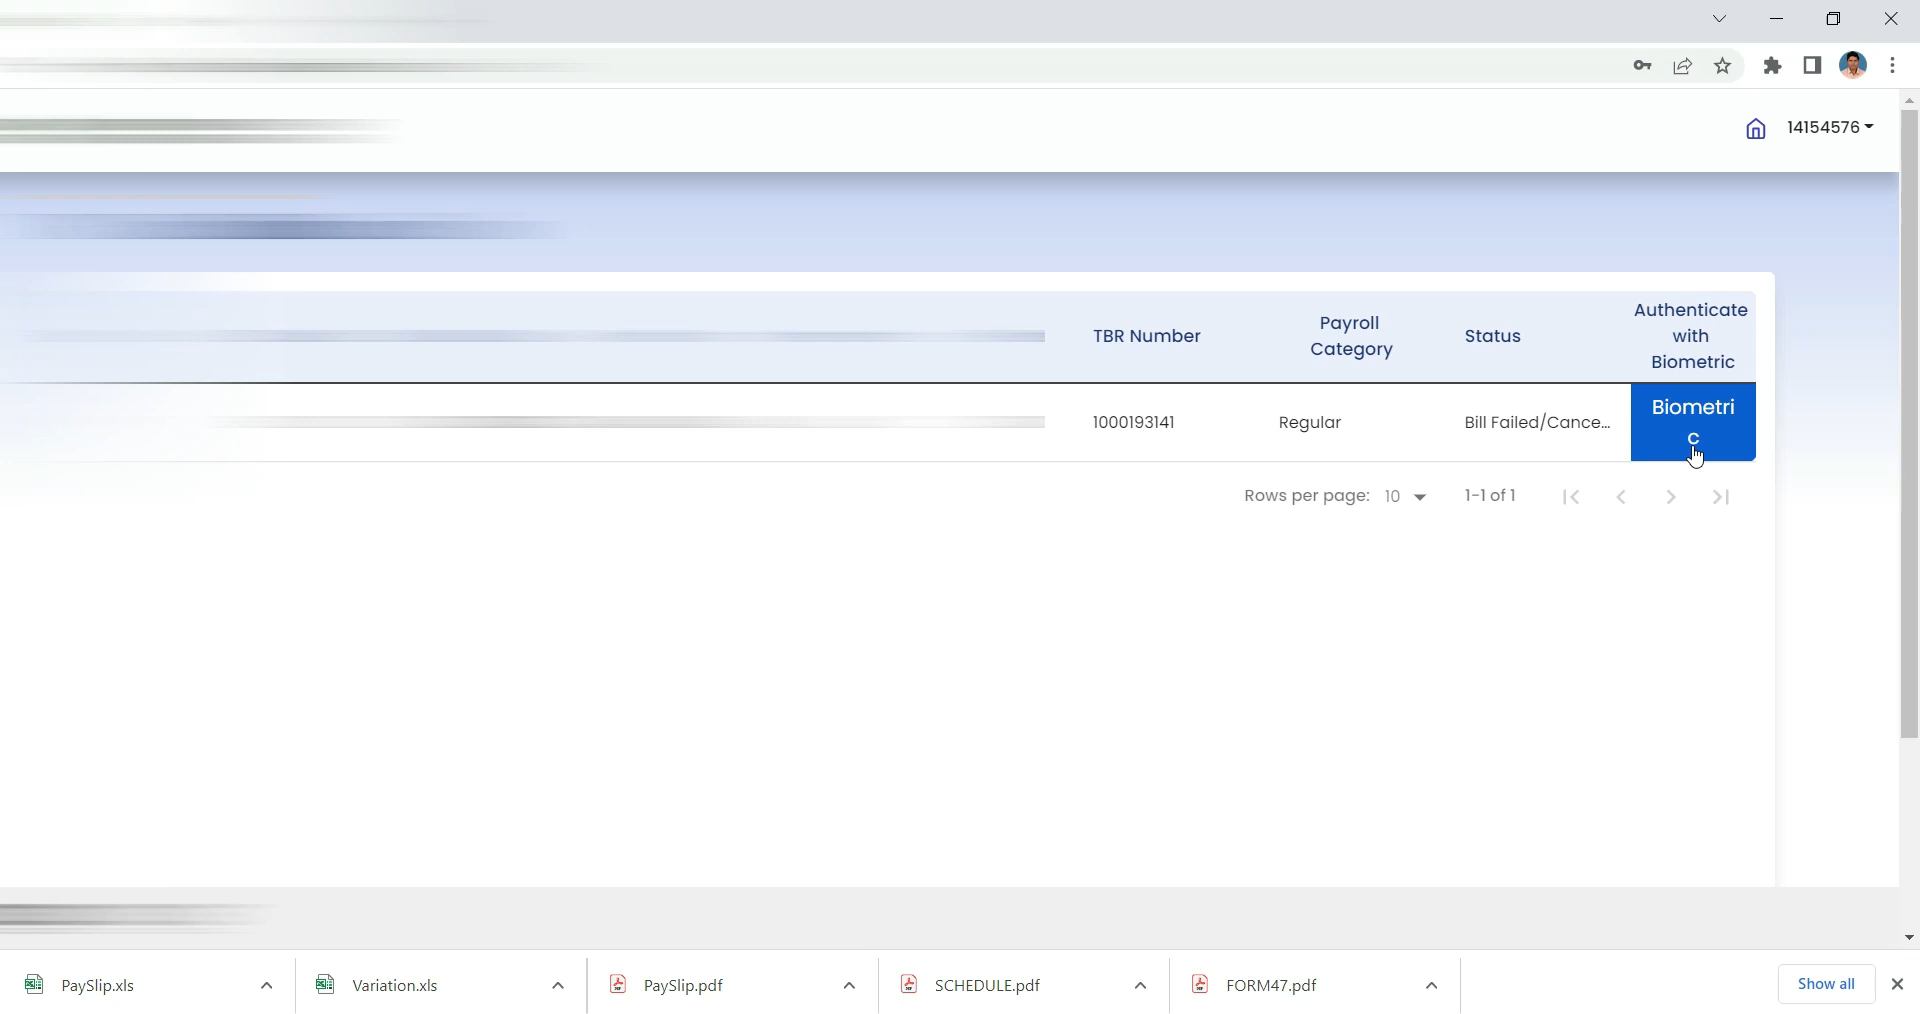 14154576
TBR Number
Payroll
Category
Status
Authenticate
with
Biometric
1000193141
Regular
Bill Failed/Cance...
Biometri
c
Rows per page: 10
1-1 of 1
PaySlip.xls
Variation.xls
PaySlip.pdf
SCHEDULE.pdf
FORM47.pdf
Show all